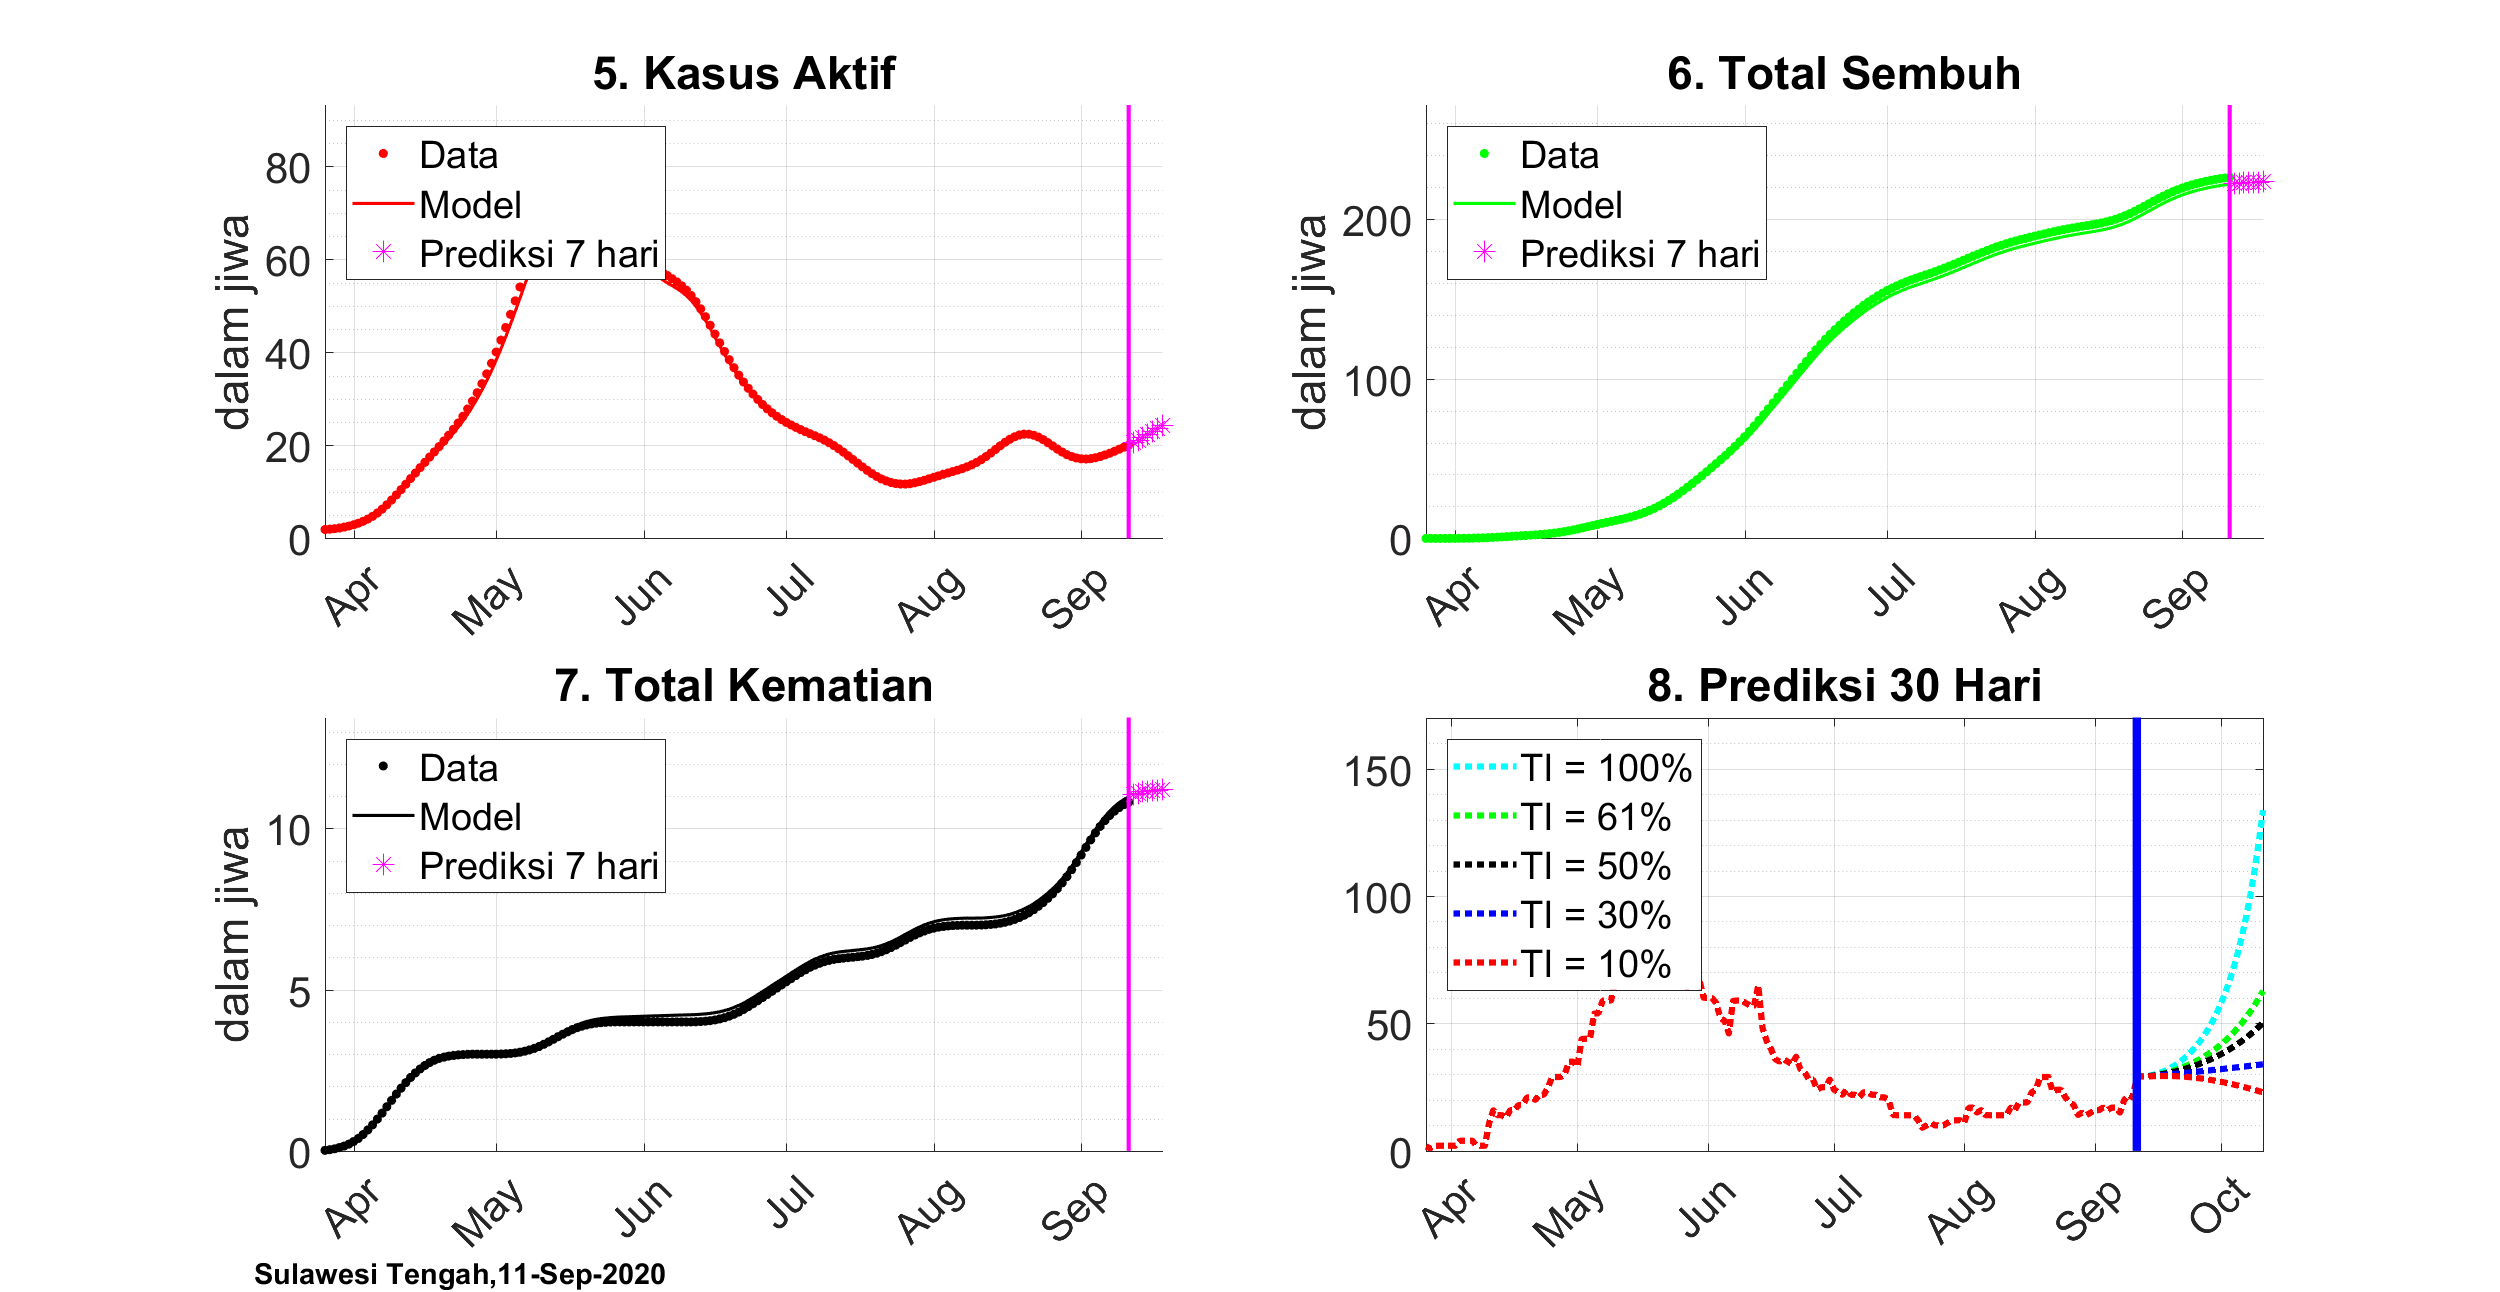 5. Kasus Aktif
dalam jiwa
80
60
40
20
0
Data
Model
Prediksi 7 hari
Apr May Jun Jul Aug Sep
6. Total Sembuh
dalam jiwa
200
100
0
Data
Model
Prediksi 7 hari
Apr May Jun Jul Aug Sep
7. Total Kematian
dalam jiwa
10
5
0
Data
Model
Prediksi 7 hari
Apr May Jun Jul Aug Sep
8. Prediksi 30 Hari
150
100
50
0
TI = 100%
TI = 61%
TI = 50%
TI = 30%
TI = 10%
Apr May Jun Jul Aug Sep Oct
Sulawesi Tengah,11-Sep-2020